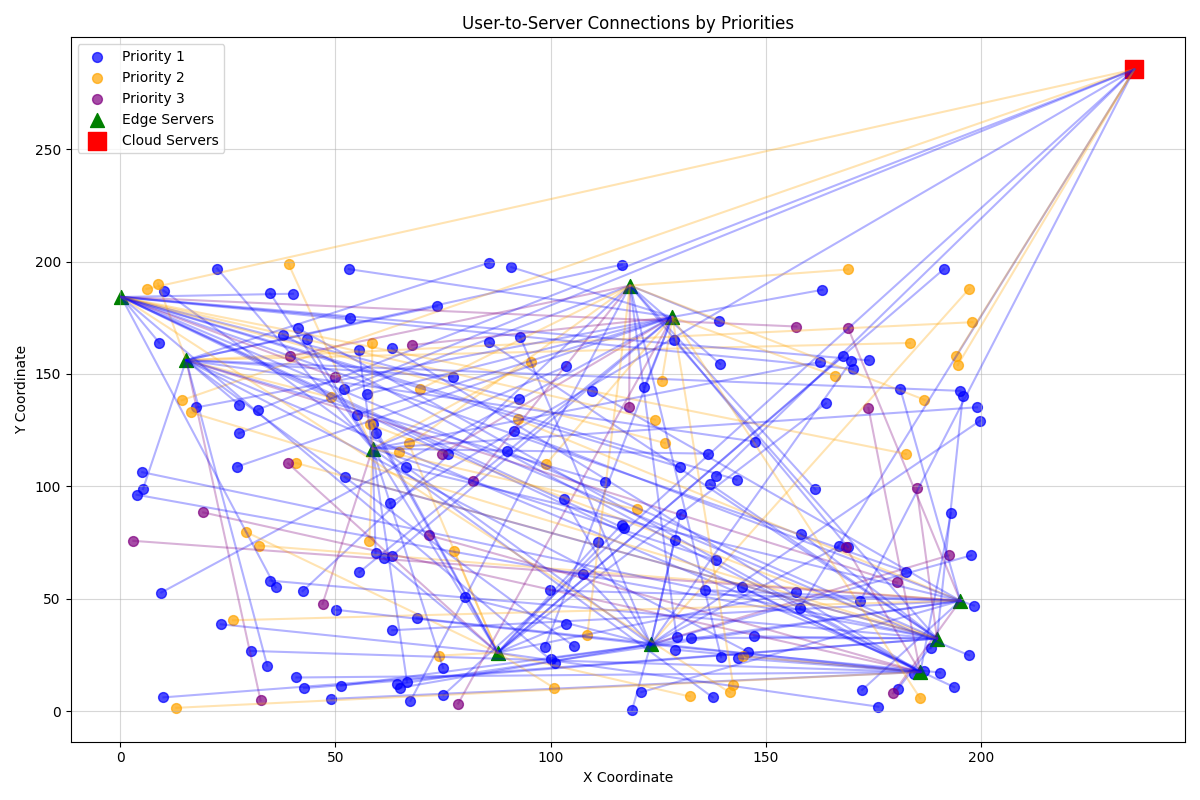 User-to-Server Connections by Priorities
Priority 1
Priority 2
Priority 3
Edge Servers
Cloud Servers
250
200
150
100
50
0
Y Coordinate
0 50 100 150 200
X Coordinate